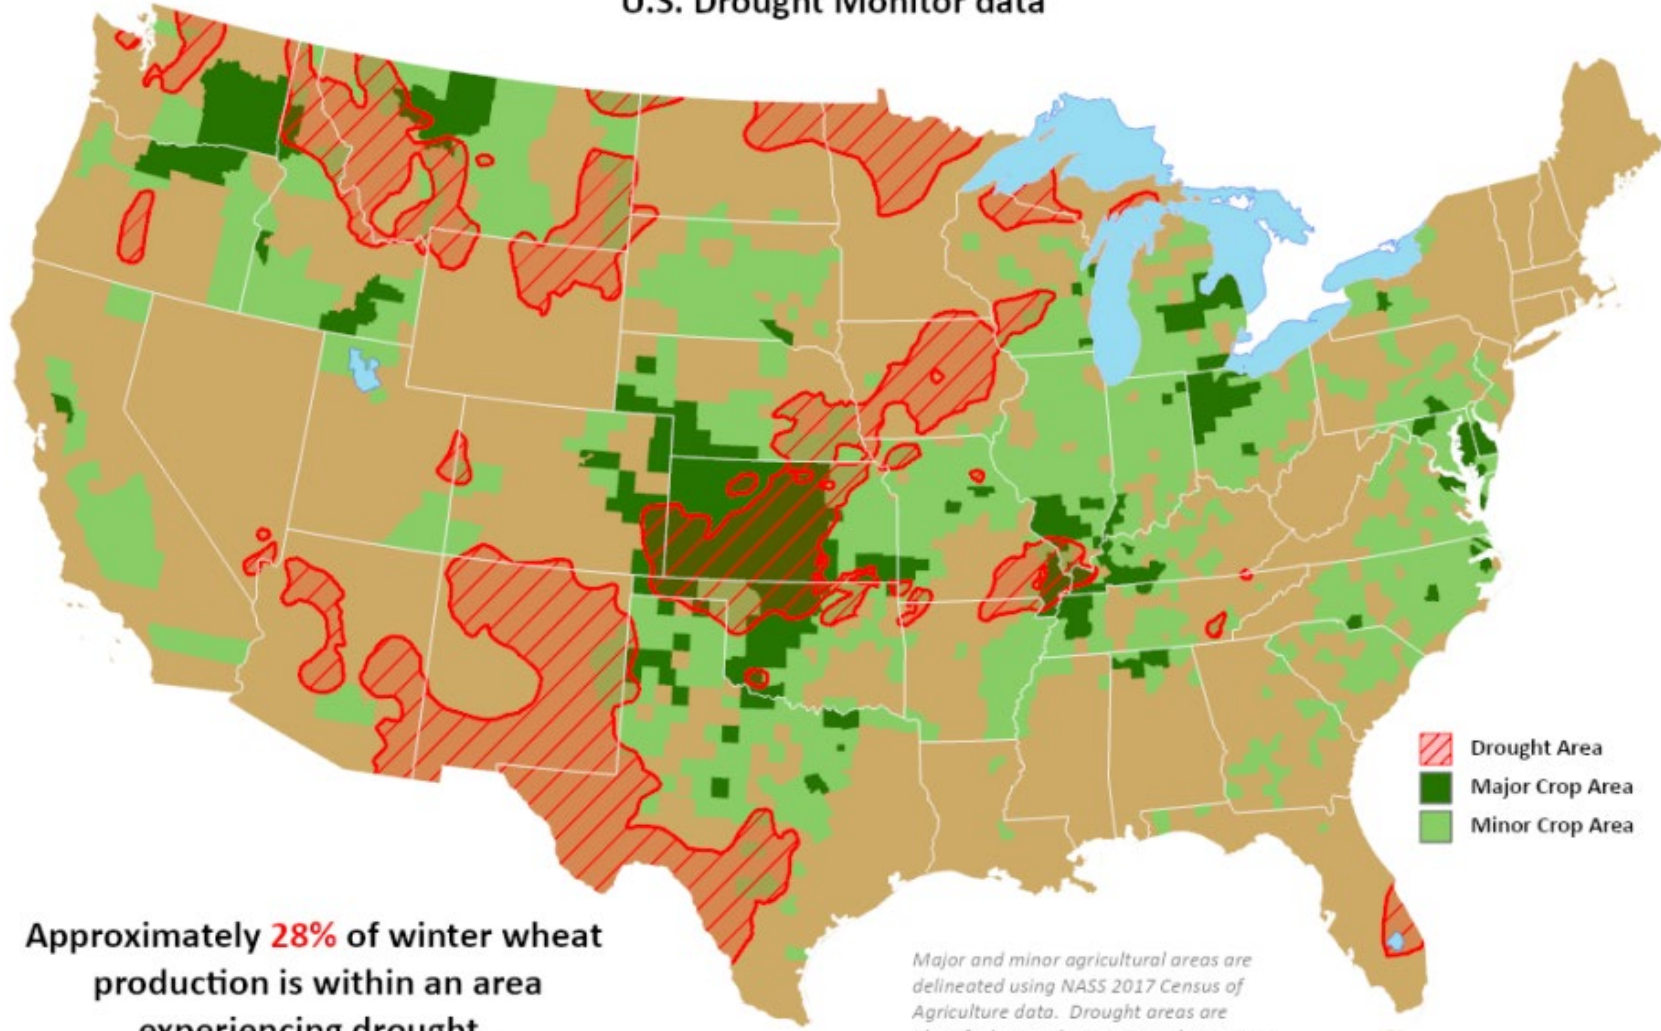 U.S. Drought Monitor data
Drought Area
Major Crop Area
Minor Crop Area
Approximately 28% of winter wheat
production is within an area
experiencing drought
Major and minor agricultural areas are
delineated using NASS 2017 Census of
Agriculture data. Drought areas are